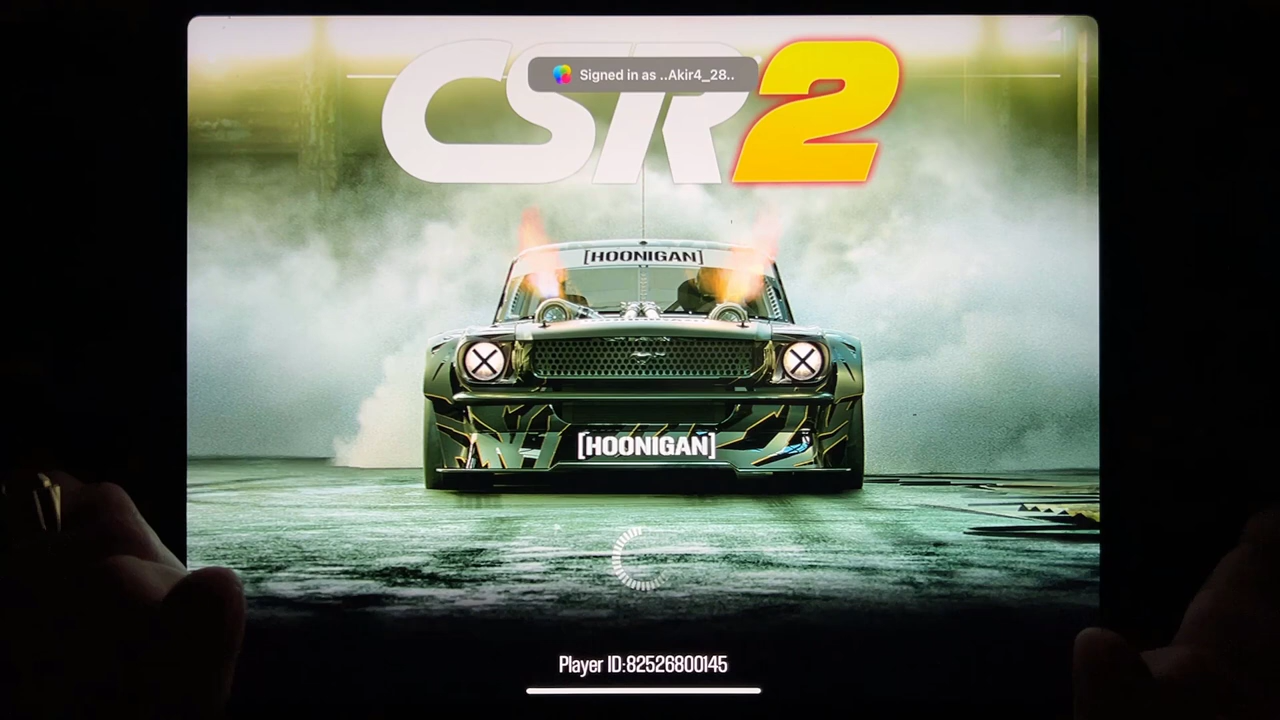 CSR2
Signed in as ..Akir4_28..
[HOONIGAN]
[HOONIGAN]
Player ID:82526800145